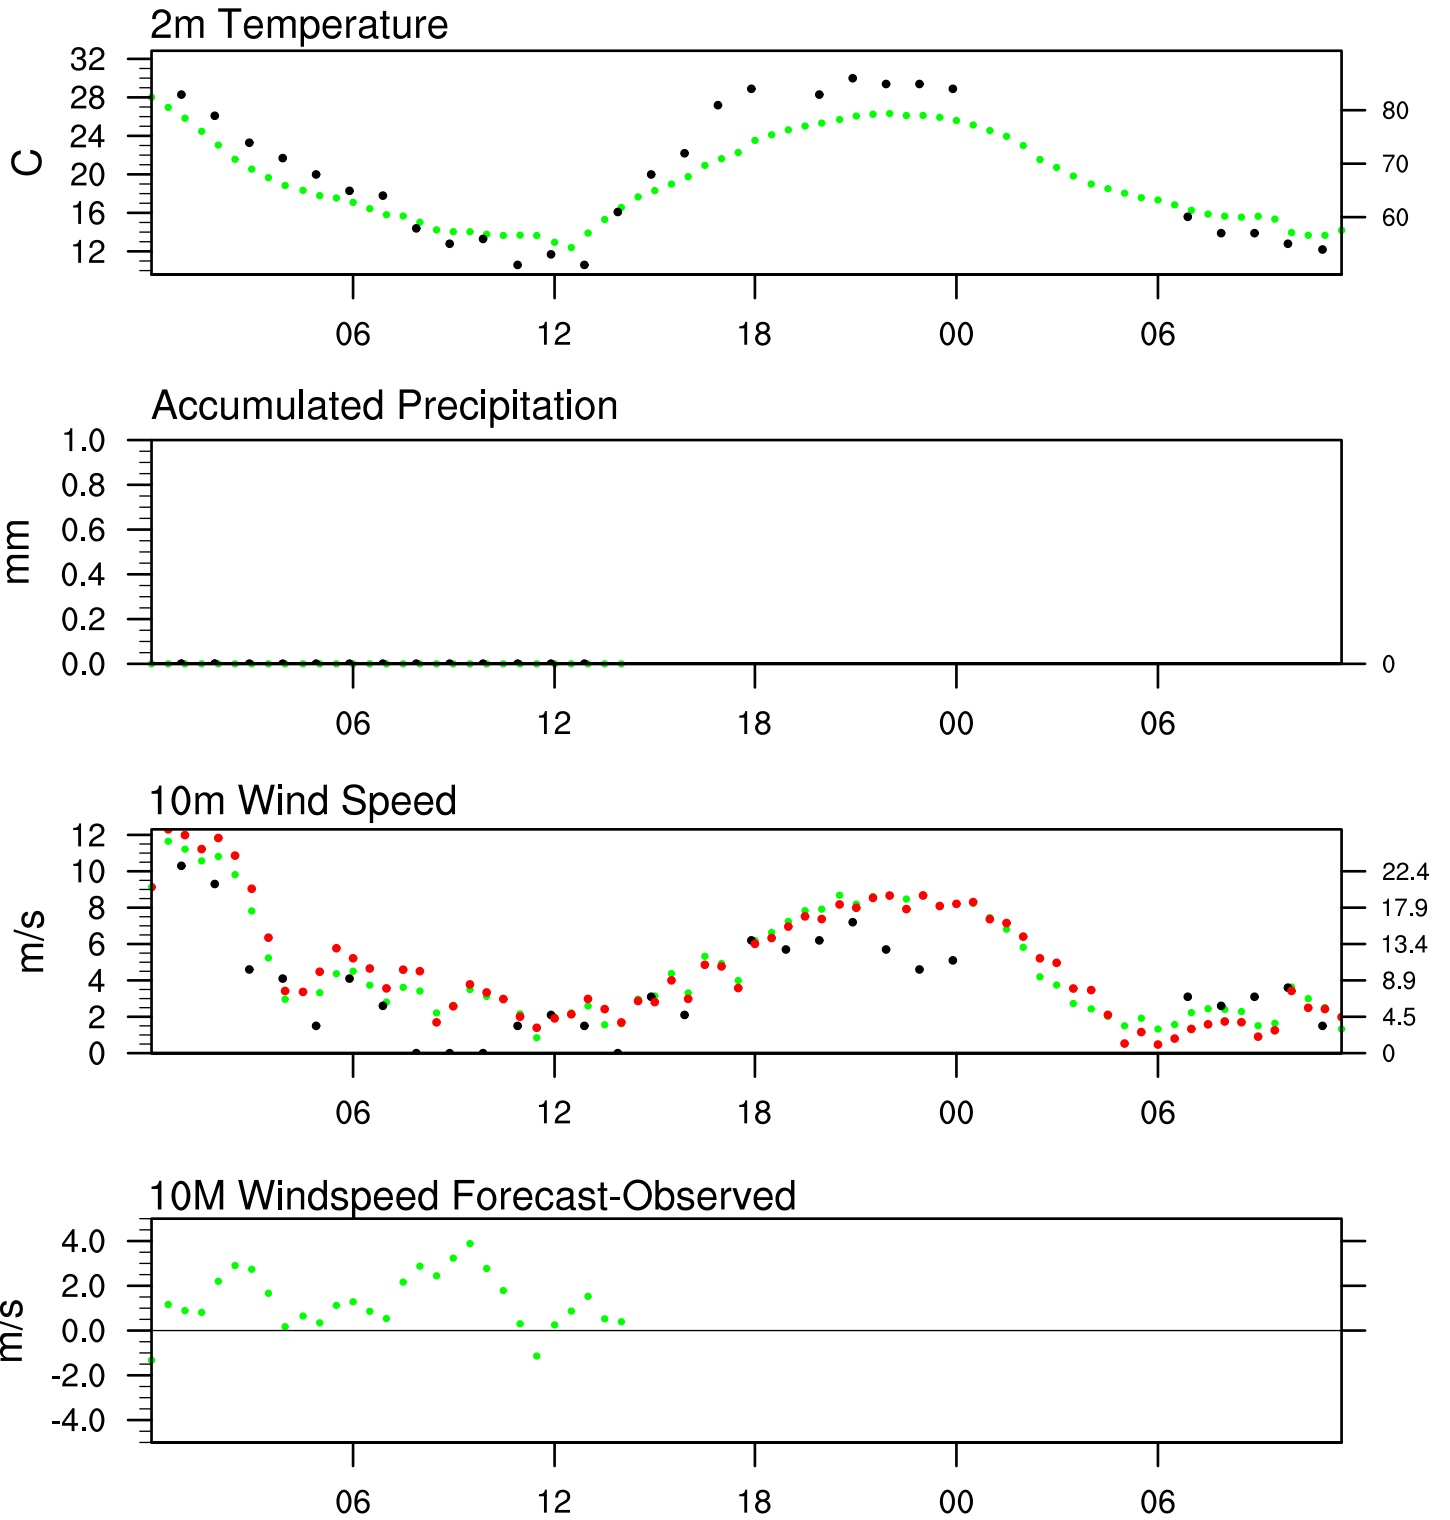 2m Temperature
32
28
24
20
16
12
C
80
70
60
06 12 18 00 06
Accumulated Precipitation
1.0
0.8
0.6
0.4
0.2
0.0
mm
0
06 12 18 00 06
10m Wind Speed
12
10
8
6
4
2
0
m/s
22.4
17.9
13.4
8.9
4.5
0
06 12 18 00 06
10M Windspeed Forecast-Observed
4.0
2.0
0.0
-2.0
-4.0
m/s
06 12 18 00 06